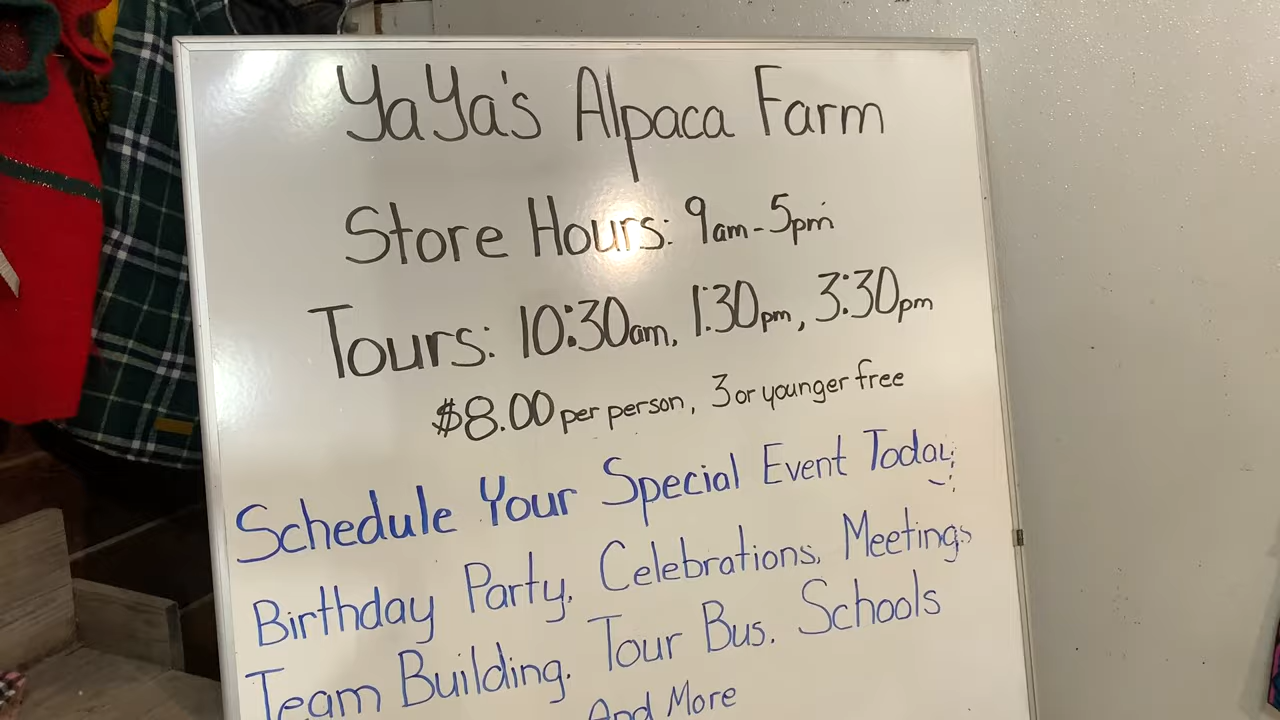 YaYa's Alpaca Farm
Store Hours: 9am-5pm
Tours: 10:30am, 1:30pm, 3:30pm
$8.00 per person, 3 or younger free
Schedule Your Special Event Today!
Birthday Party, Celebrations, Meetings
Team Building, Tour Bus, Schools
And More